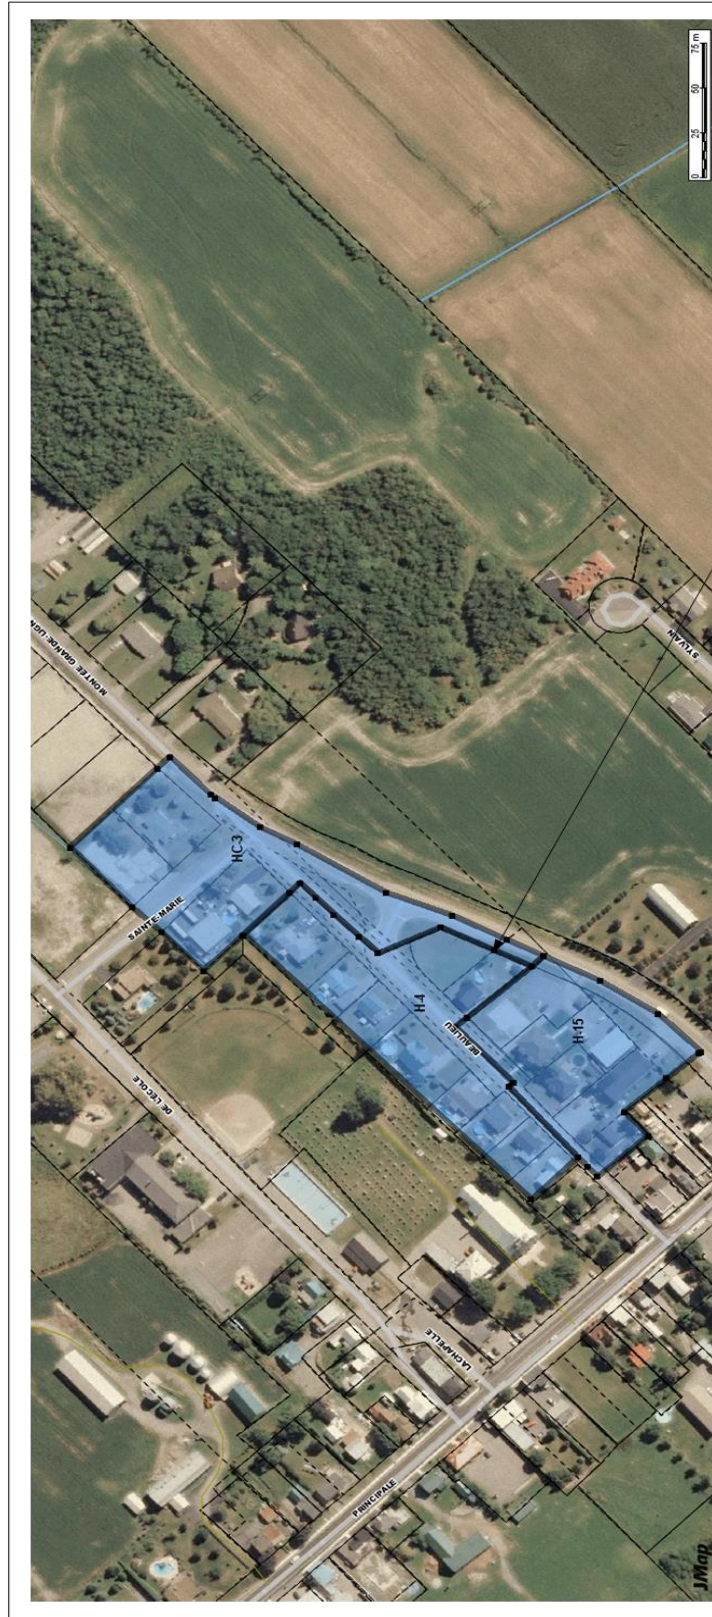 MONTÉE GRANDE-LIGN
SAINTE-MARIE
HC-3
DE L'ÉCOLE
H-4
BEAULIEU
H-15
SYLVAIN
LACHAPELLE
PRINCIPALE
0 25 50 75 m
JMap